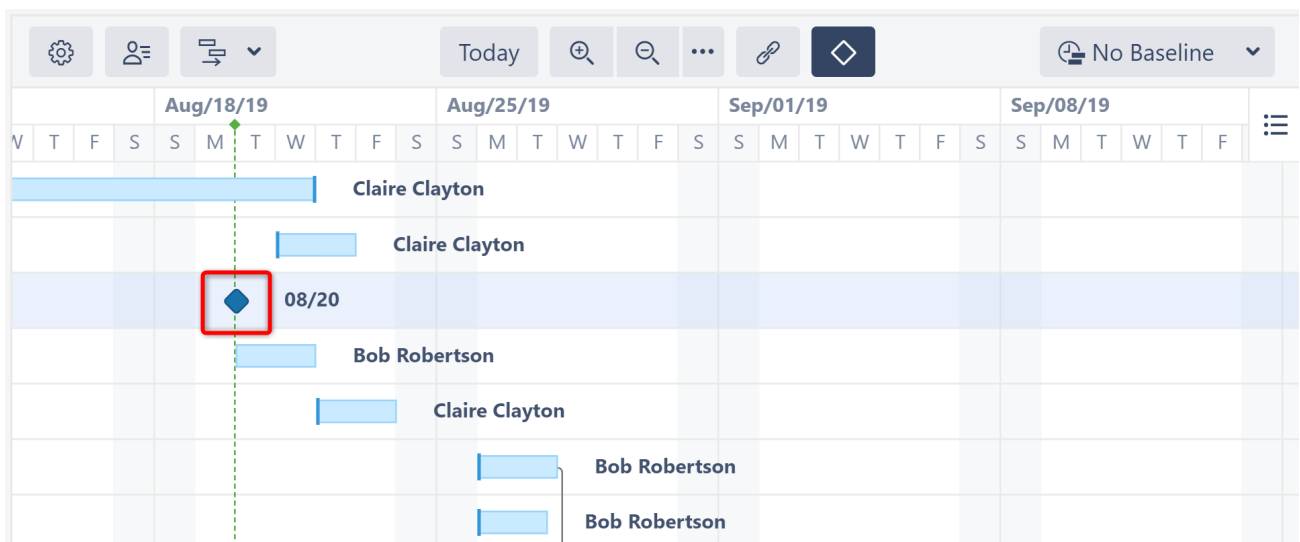 Today ••• No Baseline
Aug/18/19 Aug/25/19 Sep/01/19 Sep/08/19
W T F S S M T W T F S S M T W T F S S M T W T F S S M T W T F
Claire Clayton
Claire Clayton
08/20
Bob Robertson
Claire Clayton
Bob Robertson
Bob Robertson